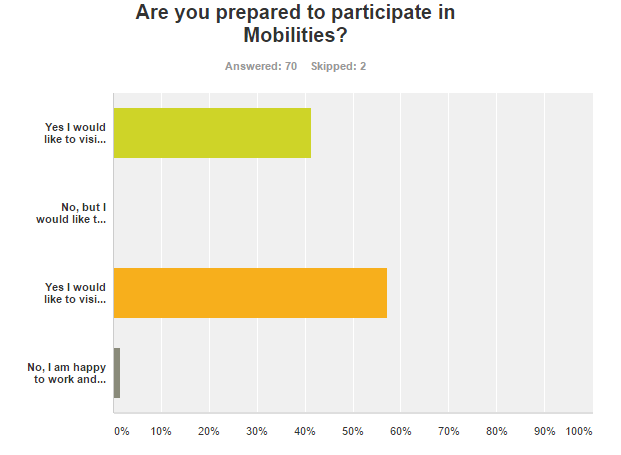 Are you prepared to participate in
Mobilities?
Answered: 70 Skipped: 2
Yes I would
like to visi...
No, but I
would like t...
Yes I would
like to visi...
No, I am happy
to work and...
0% 10% 20% 30% 40% 50% 60% 70% 80% 90% 100%